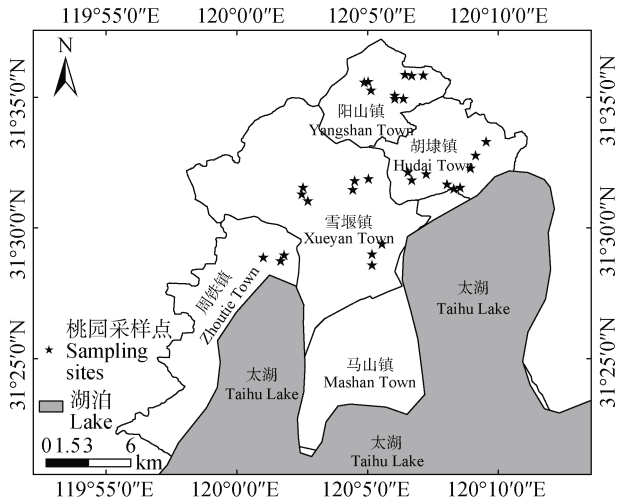 119°55′0″E 120°0′0″E 120°5′0″E 120°10′0″E
N
31°35′0″N
31°30′0″N
31°25′0″N
阳山镇
Yangshan Town
胡埭镇
Hudai Town
雪堰镇
Xueyan Town
周铁镇
Zhoutie Town
太湖
Taihu Lake
马山镇
Mashan Town
太湖
Taihu Lake
太湖
Taihu Lake
桃园采样点
Sampling
sites
湖泊
Lake
0 1.5 3 6
km
31°35′0″N
31°30′0″N
31°25′0″N
119°55′0″E 120°0′0″E 120°5′0″E 120°10′0″E